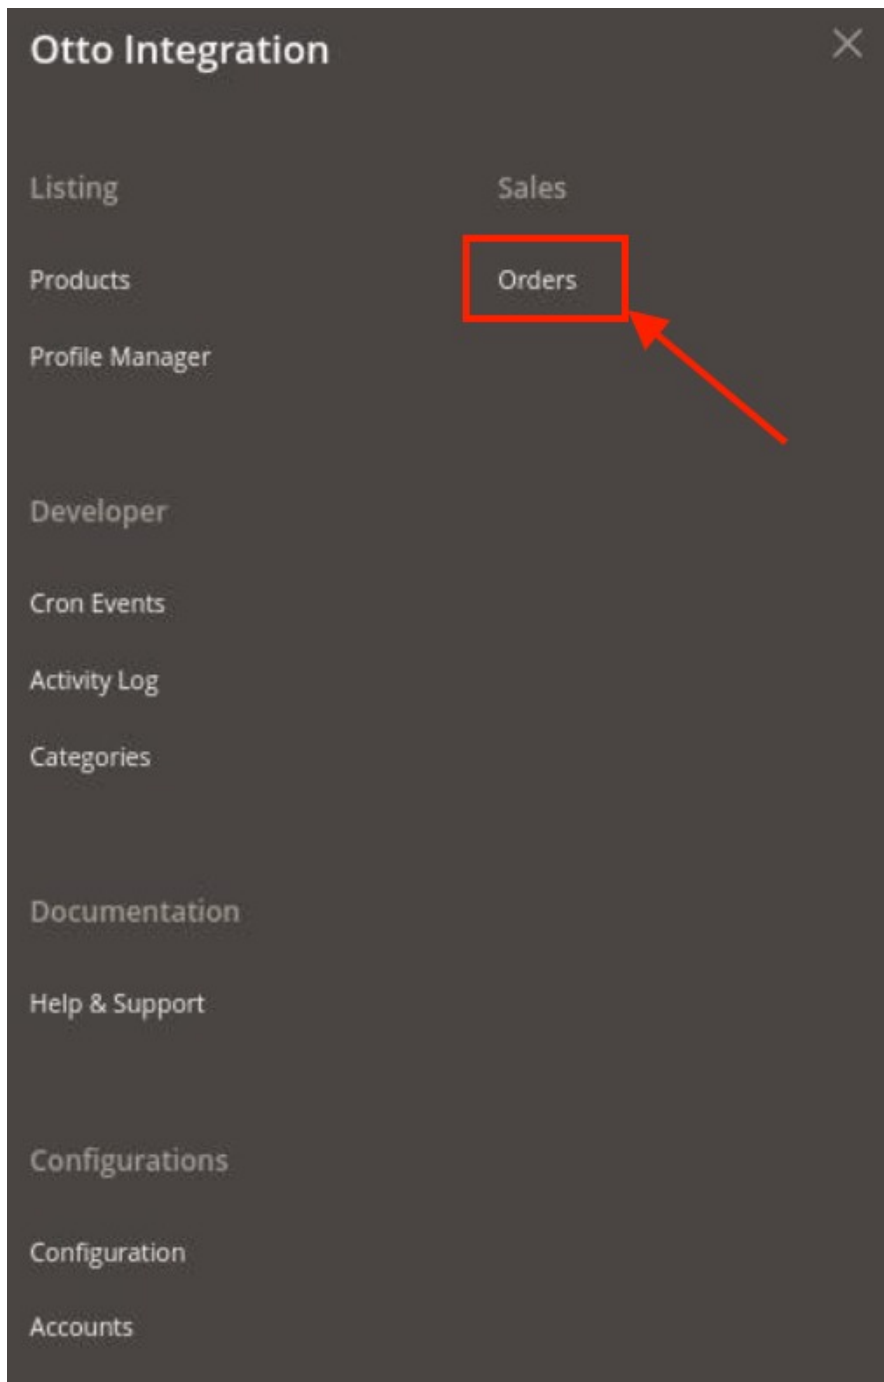 Otto Integration
Listing
Products
Profile Manager
Sales
Orders
Developer
Cron Events
Activity Log
Categories
Documentation
Help & Support
Configurations
Configuration
Accounts